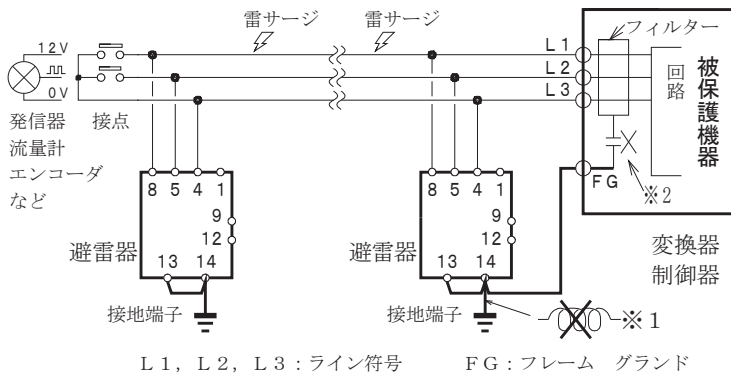 雷サージ
雷サージ
フィルター
12V
0V
L1
L2
L3
回路
被保護機器
発信器
流量計
エンコーダ
など
接点
FG
※2
8 5 4 1
9
12
13 14
避雷器
8 5 4 1
9
12
13 14
避雷器
変換器
制御器
接地端子
接地端子
※1
L1, L2, L3:ライン符号
FG:フレーム グランド